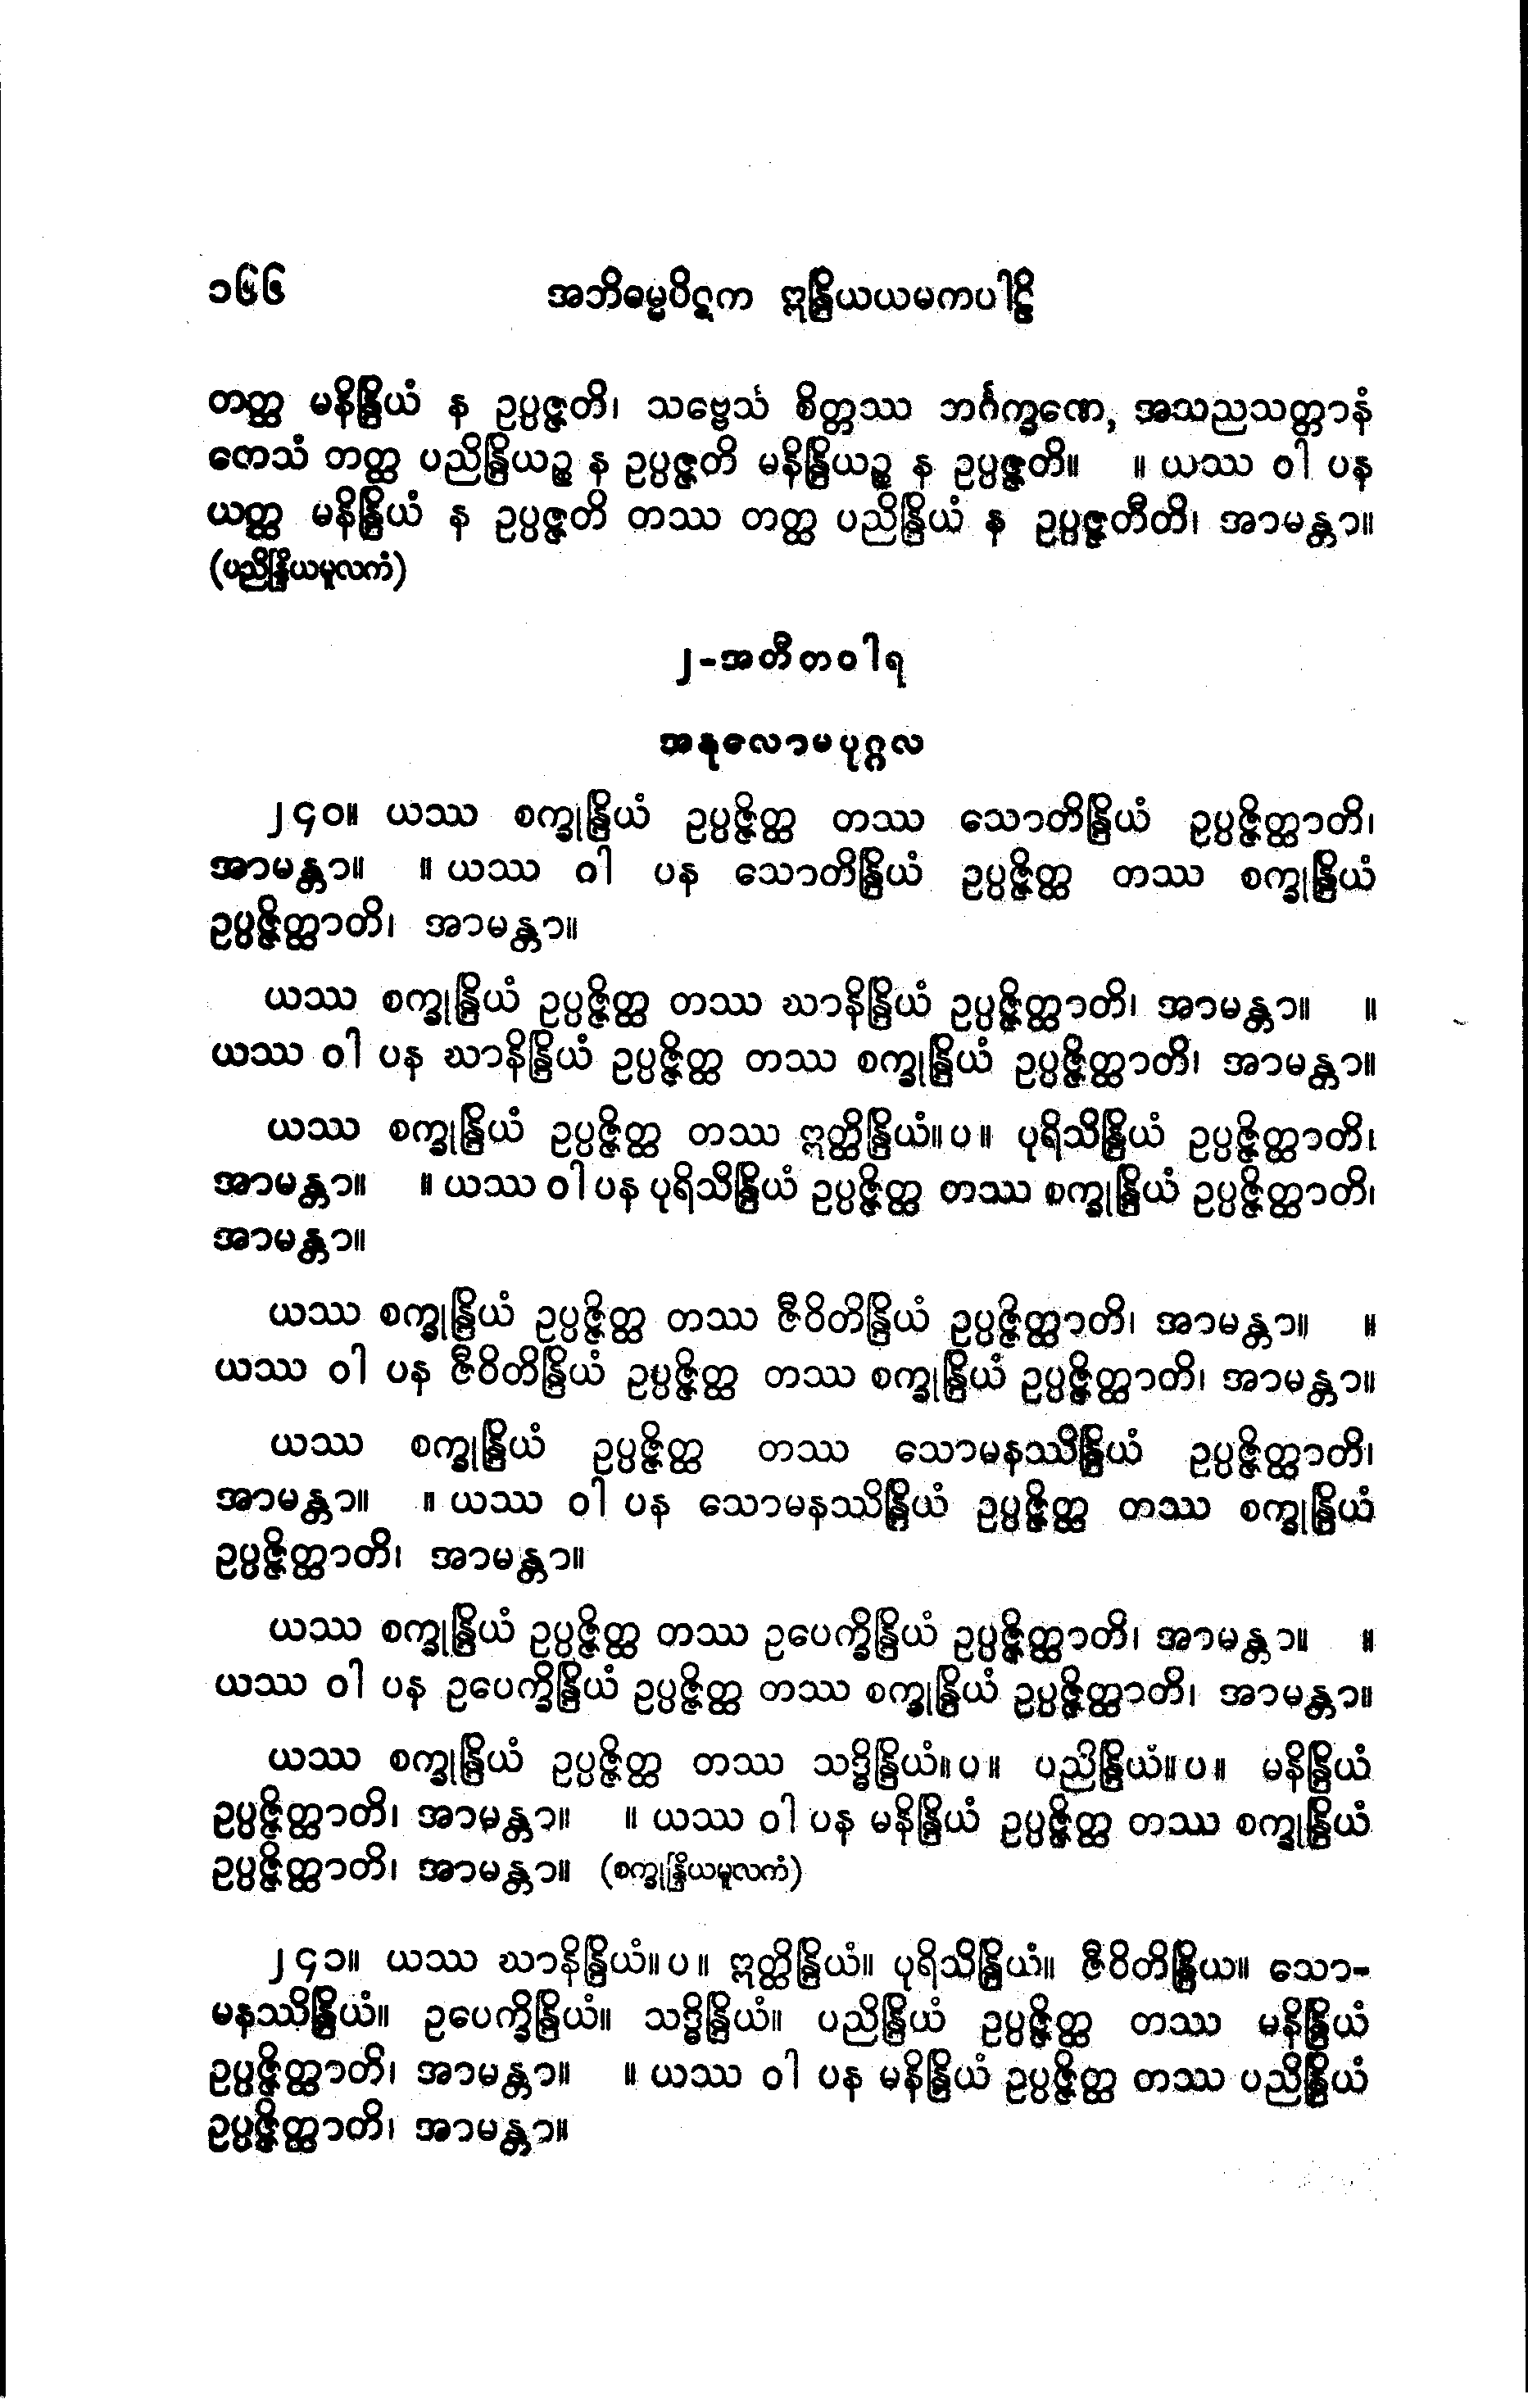 ၁၆၆ အဘိဓမ္မပိဋက ဣန္ဒြိယယမကပါဠိ
တတ္ထ မနိန္ဒြိယံ န ဥပ္ပဇ္ဇတိ၊ သဗ္ဗေသံ စိတ္တဿ ဘင်္ဂက္ခဏေ, အသညသတ္တာနံ
တေသံ တတ္ထ ပညိန္ဒြိယဉ္စ န ဥပ္ပဇ္ဇတိ မနိန္ဒြိယဉ္စ န ဥပ္ပဇ္ဇတိ။ ။ ယဿ ဝါ ပန
ယတ္ထ မနိန္ဒြိယံ န ဥပ္ပဇ္ဇတိ တဿ တတ္ထ ပညိန္ဒြိယံ န ဥပ္ပဇ္ဇတီတိ၊ အာမန္တာ။
(ပညိန္ဒြိယမူလကံ)
၂-အတီတဝါရ
အနုလောမပုဂ္ဂလ
၂၄၀။ ယဿ စက္ခုန္ဒြိယံ ဥပ္ပဇ္ဇိတ္ထ တဿ သောတိန္ဒြိယံ ဥပ္ပဇ္ဇိတ္ထာတိ၊
အာမန္တာ။ ။ ယဿ ဝါ ပန သောတိန္ဒြိယံ ဥပ္ပဇ္ဇိတ္ထ တဿ စက္ခုန္ဒြိယံ
ဥပ္ပဇ္ဇိတ္ထာတိ၊ အာမန္တာ။
ယဿ စက္ခုန္ဒြိယံ ဥပ္ပဇ္ဇိတ္ထ တဿ ဃာနိန္ဒြိယံ ဥပ္ပဇ္ဇိတ္ထာတိ၊ အာမန္တာ။ ။
ယဿ ဝါ ပန ဃာနိန္ဒြိယံ ဥပ္ပဇ္ဇိတ္ထ တဿ စက္ခုန္ဒြိယံ ဥပ္ပဇ္ဇိတ္ထာတိ၊ အာမန္တာ။
ယဿ စက္ခုန္ဒြိယံ ဥပ္ပဇ္ဇိတ္ထ တဿ ဣတ္ထိန္ဒြိယံ။ပ။ ပုရိသိန္ဒြိယံ ဥပ္ပဇ္ဇိတ္ထာတိ၊
အာမန္တာ။ ။ ယဿ ဝါ ပန ပုရိသိန္ဒြိယံ ဥပ္ပဇ္ဇိတ္ထ တဿ စက္ခုန္ဒြိယံ ဥပ္ပဇ္ဇိတ္ထာတိ၊
အာမန္တာ။
ယဿ စက္ခုန္ဒြိယံ ဥပ္ပဇ္ဇိတ္ထ တဿ ဇီဝိတိန္ဒြိယံ ဥပ္ပဇ္ဇိတ္ထာတိ၊ အာမန္တာ။ ။
ယဿ ဝါ ပန ဇီဝိတိန္ဒြိယံ ဥပ္ပဇ္ဇိတ္ထ တဿ စက္ခုန္ဒြိယံ ဥပ္ပဇ္ဇိတ္ထာတိ၊ အာမန္တာ။
ယဿ စက္ခုန္ဒြိယံ ဥပ္ပဇ္ဇိတ္ထ တဿ သောမနဿိန္ဒြိယံ ဥပ္ပဇ္ဇိတ္ထာတိ၊
အာမန္တာ။ ။ ယဿ ဝါ ပန သောမနဿိန္ဒြိယံ ဥပ္ပဇ္ဇိတ္ထ တဿ စက္ခုန္ဒြိယံ
ဥပ္ပဇ္ဇိတ္ထာတိ၊ အာမန္တာ။
ယဿ စက္ခုန္ဒြိယံ ဥပ္ပဇ္ဇိတ္ထ တဿ ဥပေက္ခိန္ဒြိယံ ဥပ္ပဇ္ဇိတ္ထာတိ၊ အာမန္တာ။ ။
ယဿ ဝါ ပန ဥပေက္ခိန္ဒြိယံ ဥပ္ပဇ္ဇိတ္ထ တဿ စက္ခုန္ဒြိယံ ဥပ္ပဇ္ဇိတ္ထာတိ၊ အာမန္တာ။
ယဿ စက္ခုန္ဒြိယံ ဥပ္ပဇ္ဇိတ္ထ တဿ သဒ္ဓိန္ဒြိယံ။ပ။ ပညိန္ဒြိယံ။ပ။ မနိန္ဒြိယံ
ဥပ္ပဇ္ဇိတ္ထာတိ၊ အာမန္တာ။ ။ ယဿ ဝါ ပန မနိန္ဒြိယံ ဥပ္ပဇ္ဇိတ္ထ တဿ စက္ခုန္ဒြိယံ
ဥပ္ပဇ္ဇိတ္ထာတိ၊ အာမန္တာ။ (စက္ခုန္ဒြိယမူလကံ)
၂၄၁။ ယဿ ဃာနိန္ဒြိယံ။ပ။ ဣတ္ထိန္ဒြိယံ။ ပုရိသိန္ဒြိယံ။ ဇီဝိတိန္ဒြိယ။ သော-
မနဿိန္ဒြိယံ။ ဥပေက္ခိန္ဒြိယံ။ သဒ္ဓိန္ဒြိယံ။ ပညိန္ဒြိယံ ဥပ္ပဇ္ဇိတ္ထ တဿ မနိန္ဒြိယံ
ဥပ္ပဇ္ဇိတ္ထာတိ၊ အာမန္တာ။ ။ ယဿ ဝါ ပန မနိန္ဒြိယံ ဥပ္ပဇ္ဇိတ္ထ တဿ ပညိန္ဒြိယံ
ဥပ္ပဇ္ဇိတ္ထာတိ၊ အာမန္တာ။